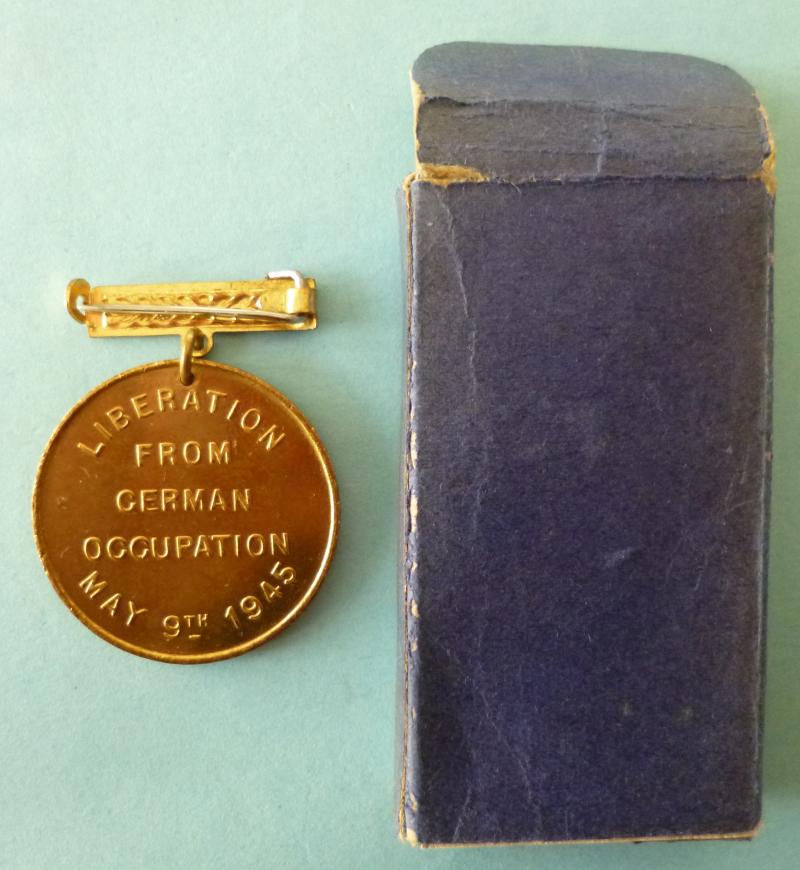 LIBERATION
FROM
GERMAN
OCCUPATION
MAY 9TH 1945